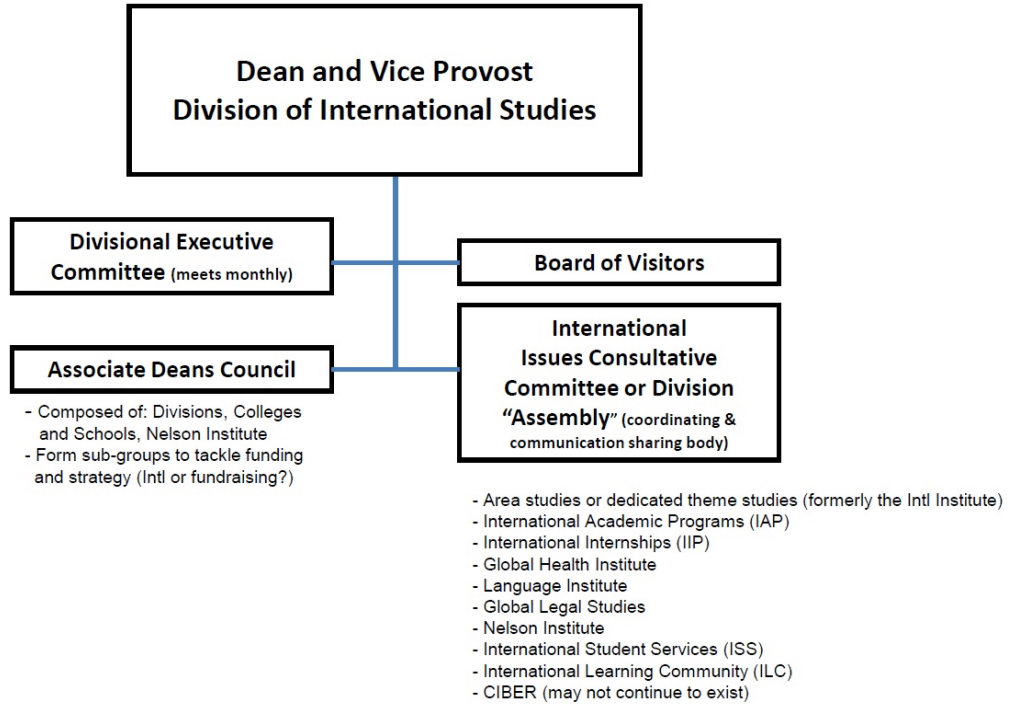 Dean and Vice Provost
Division of International Studies
Divisional Executive
Committee (meets monthly)
Board of Visitors
Associate Deans Council
- Composed of: Divisions, Colleges
and Schools, Nelson Institute
- Form sub-groups to tackle funding
and strategy (Intl or fundraising?)
International
Issues Consultative
Committee or Division
“Assembly” (coordinating &
communication sharing body)
- Area studies or dedicated theme studies (formerly the Intl Institute)
- International Academic Programs (IAP)
- International Internships (IIP)
- Global Health Institute
- Language Institute
- Global Legal Studies
- Nelson Institute
- International Student Services (ISS)
- International Learning Community (ILC)
- CIBER (may not continue to exist)